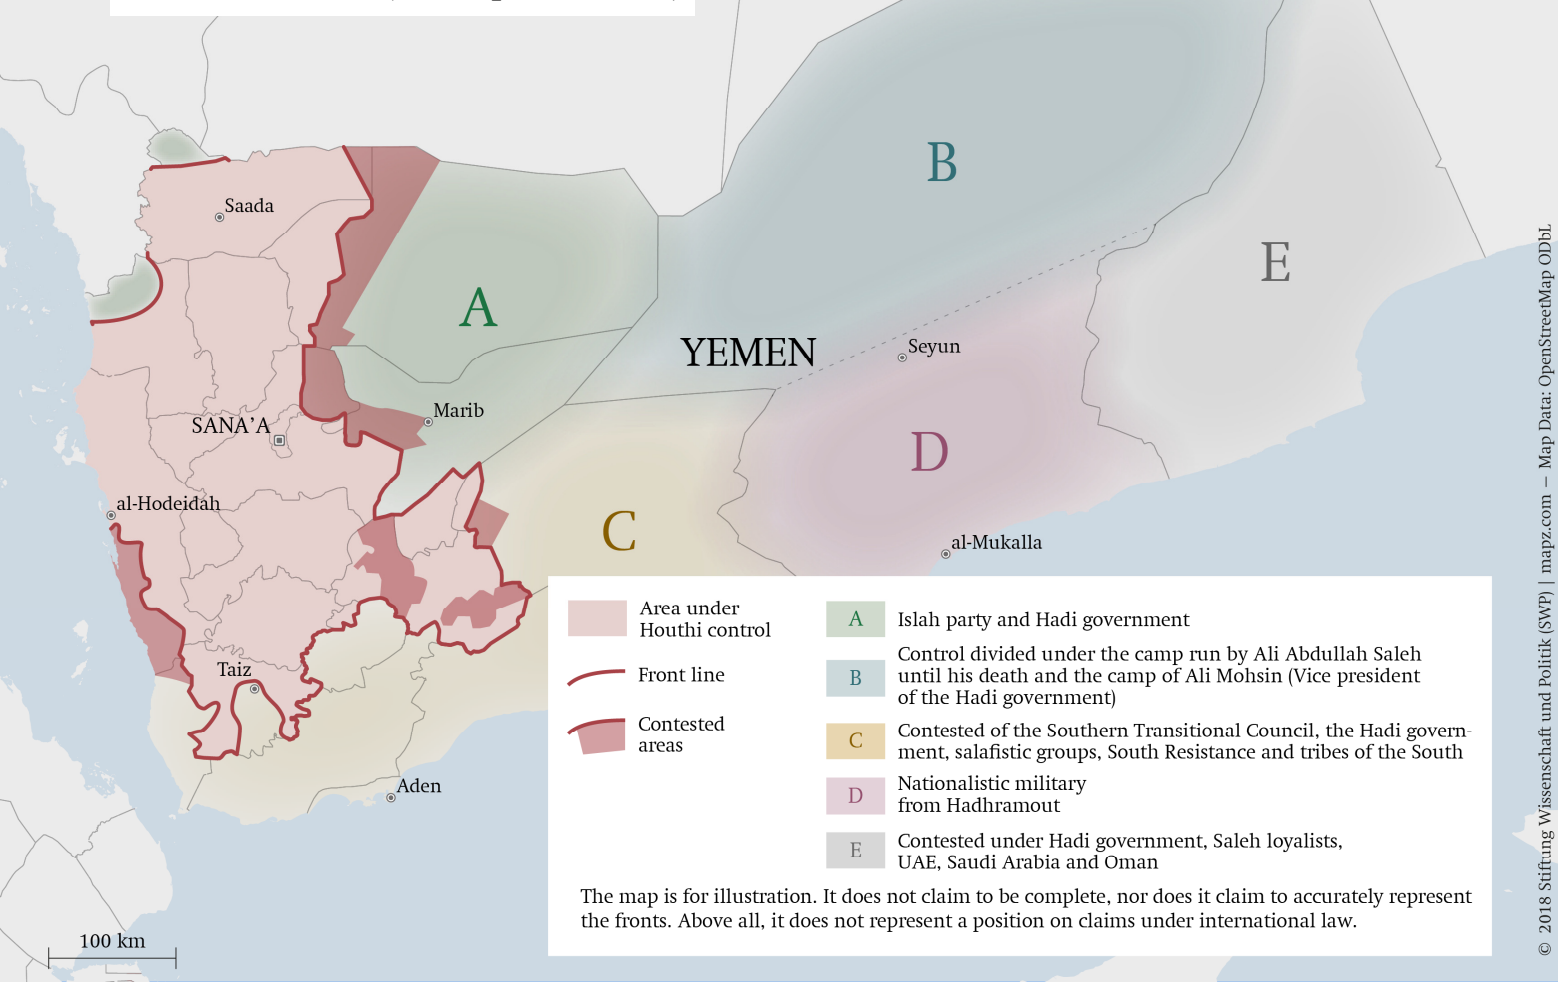 B
Saada
E
A
YEMEN
Seyun
Marib
SANA’A
D
al-Hodeidah
C
al-Mukalla
Taiz
Aden
100 km
Area under
Houthi control
Front line
Contested
areas
A
Islah party and Hadi government
B
Control divided under the camp run by Ali Abdullah Saleh
until his death and the camp of Ali Mohsin (Vice president
of the Hadi government)
C
Contested of the Southern Transitional Council, the Hadi govern-
ment, salafistic groups, South Resistance and tribes of the South
D
Nationalistic military
from Hadhramout
E
Contested under Hadi government, Saleh loyalists,
UAE, Saudi Arabia and Oman
The map is for illustration. It does not claim to be complete, nor does it claim to accurately represent
the fronts. Above all, it does not represent a position on claims under international law.
© 2018 Stiftung Wissenschaft und Politik (SWP) | mapz.com – Map Data: OpenStreetMap ODbL